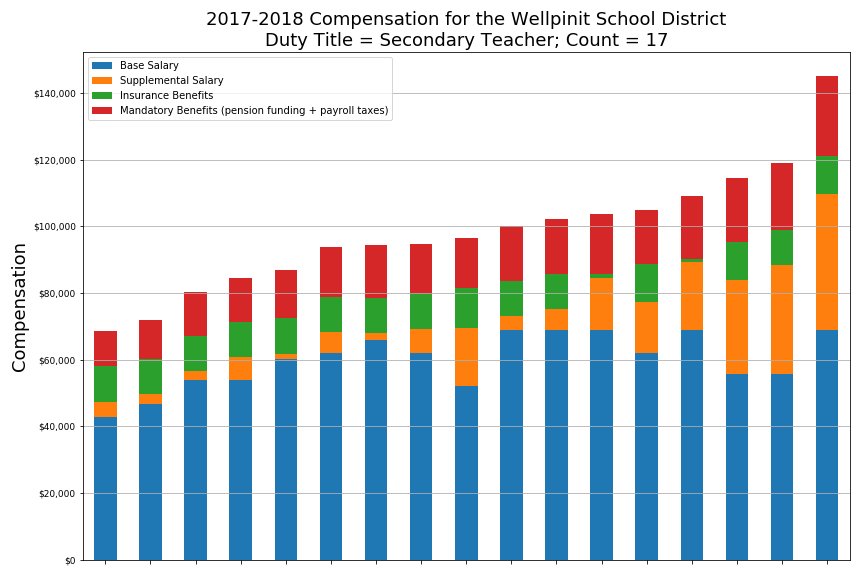 2017-2018 Compensation for the Wellpinit School District
Duty Title = Secondary Teacher; Count = 17
Base Salary
Supplemental Salary
Insurance Benefits
Mandatory Benefits (pension funding + payroll taxes)
$140,000
$120,000
$100,000
$80,000
$60,000
$40,000
$20,000
$0
Compensation